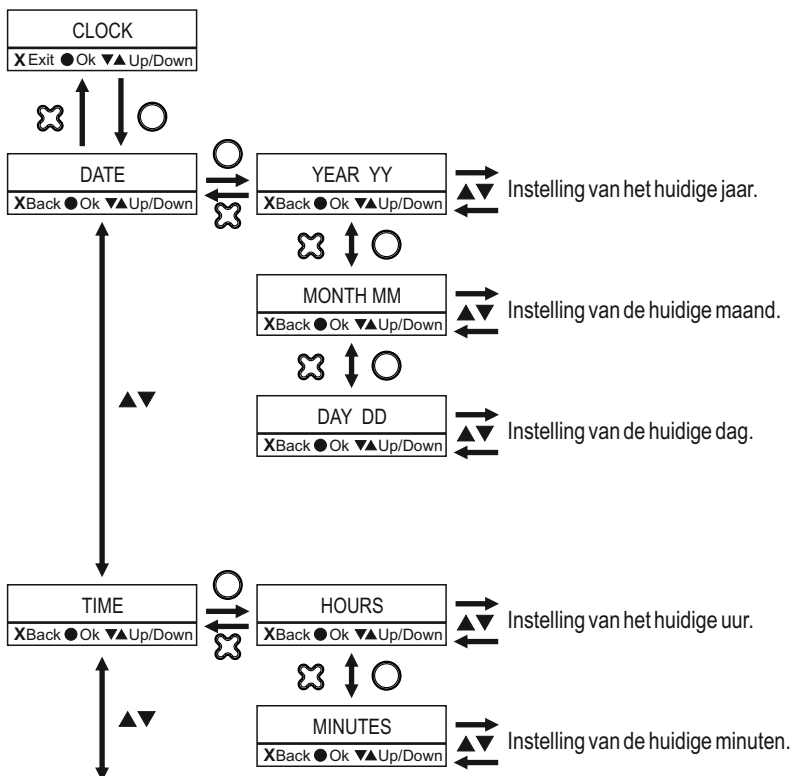 CLOCK
X Exit ● Ok ▼▲ Up/Down
DATE
XBack ● Ok ▼▲Up/Down
YEAR YY
XBack ● Ok ▼▲Up/Down
Instelling van het huidige jaar.
MONTH MM
XBack ● Ok ▼▲Up/Down
Instelling van de huidige maand.
DAY DD
XBack ● Ok ▼▲Up/Down
Instelling van de huidige dag.
TIME
XBack ● Ok ▼▲Up/Down
HOURS
XBack ● Ok ▼▲Up/Down
Instelling van het huidige uur.
MINUTES
XBack ● Ok ▼▲Up/Down
Instelling van de huidige minuten.